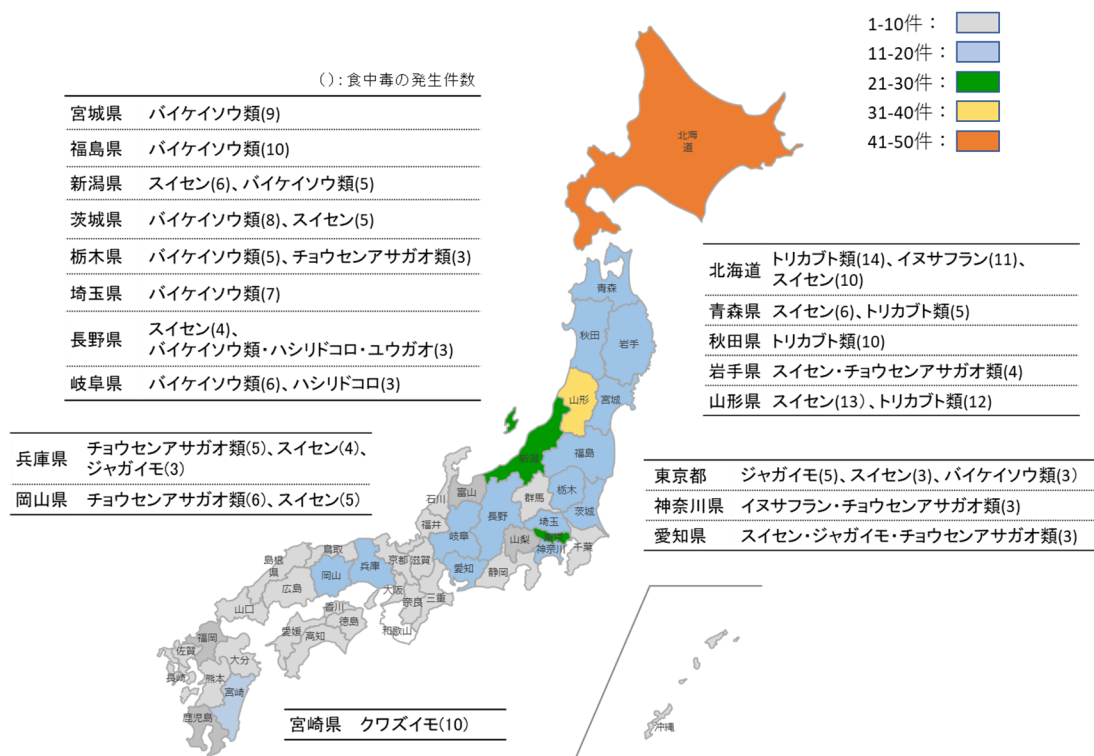 1-10件：
11-20件：
21-30件：
31-40件：
41-50件：
()：食中毒の発生件数
宮城県 バイケイソウ類(9)
福島県 バイケイソウ類(10)
新潟県 スイセン(6)、バイケイソウ類(5)
茨城県 バイケイソウ類(8)、スイセン(5)
栃木県 バイケイソウ類(5)、チョウセンアサガオ類(3)
埼玉県 バイケイソウ類(7)
長野県 スイセン(4)、
バイケイソウ類・ハシリドコロ・ユウガオ(3)
岐阜県 バイケイソウ類(6)、ハシリドコロ(3)
兵庫県 チョウセンアサガオ類(5)、スイセン(4)、
ジャガイモ(3)
岡山県 チョウセンアサガオ類(6)、スイセン(5)
北海道 トリカブト類(14)、イヌサフラン(11)、
スイセン(10)
青森県 スイセン(6)、トリカブト類(5)
秋田県 トリカブト類(10)
岩手県 スイセン・チョウセンアサガオ類(4)
山形県 スイセン(13)、トリカブト類(12)
東京都 ジャガイモ(5)、スイセン(3)、バイケイソウ類(3)
神奈川県 イヌサフラン・チョウセンアサガオ類(3)
愛知県 スイセン・ジャガイモ・チョウセンアサガオ類(3)
宮崎県 クワズイモ(10)
北海
道
青森
秋田
岩手
山形
宮城
新潟
福島
石川
富山
群馬
栃木
茨城
福井
長野
埼玉
岐阜
山梨
神奈川
千葉
愛知
静岡
鳥取
京都
滋賀
島根
県
岡山
兵庫
広島
大阪
奈良
三重
山口
香川
和歌山
徳島
愛媛
高知
福岡
佐賀
大分
長崎
熊本
宮崎
鹿児島
沖縄